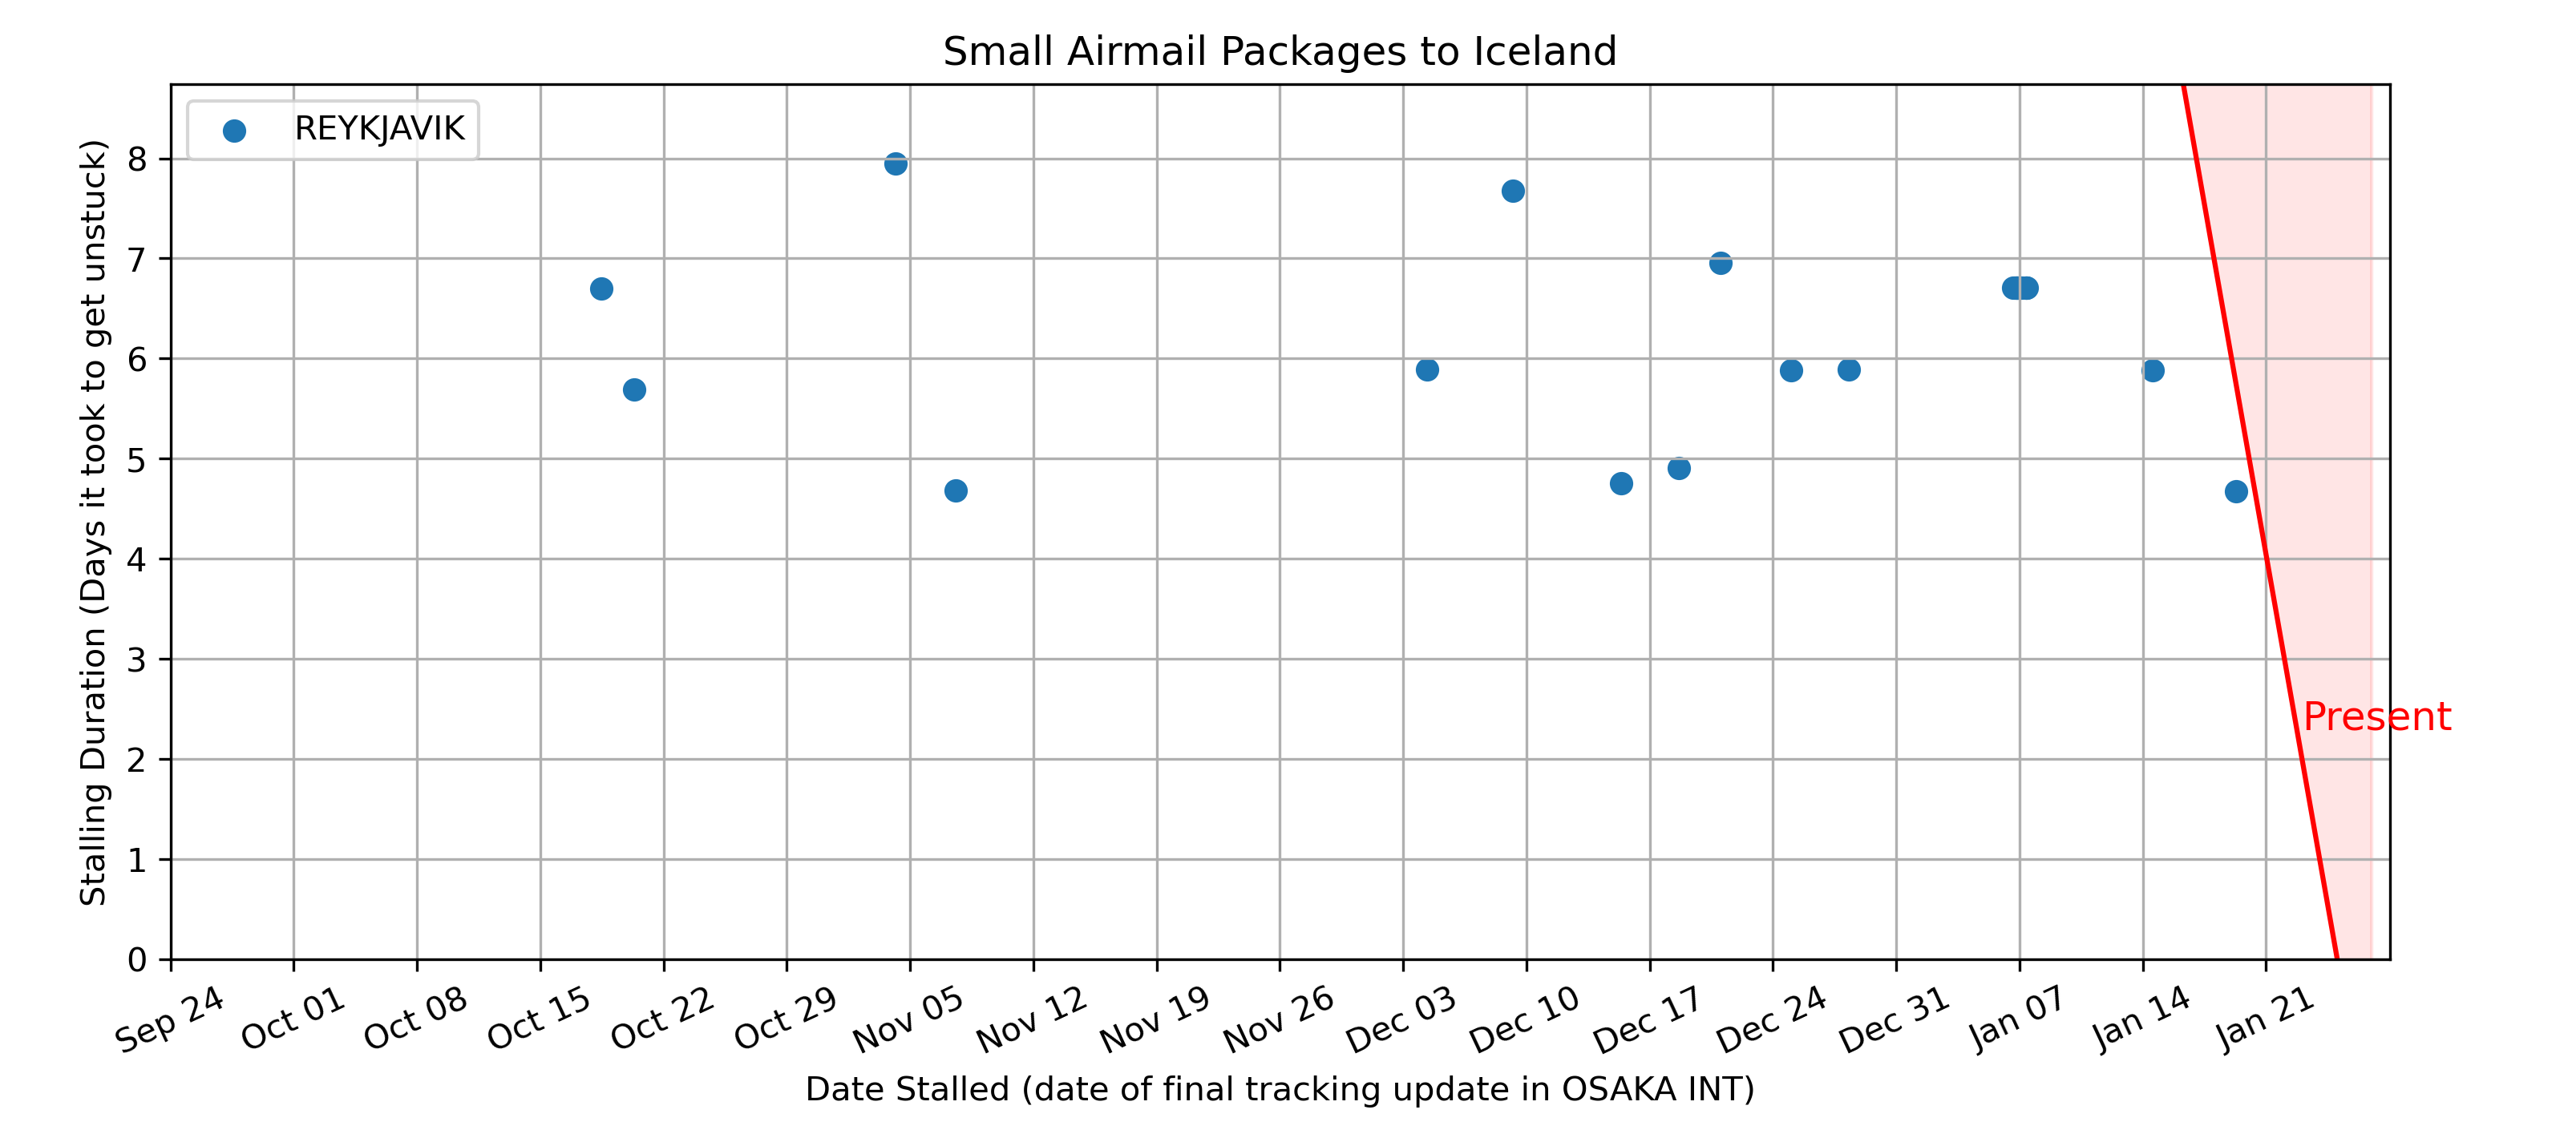 Small Airmail Packages to Iceland
REYKJAVIK
Stalling Duration (Days it took to get unstuck)
8
7
6
5
4
3
2
1
0
Present
Sep 24 Oct 01 Oct 08 Oct 15 Oct 22 Oct 29 Nov 05 Nov 12 Nov 19 Nov 26 Dec 03 Dec 10 Dec 17 Dec 24 Dec 31 Jan 07 Jan 14 Jan 21
Date Stalled (date of final tracking update in OSAKA INT)